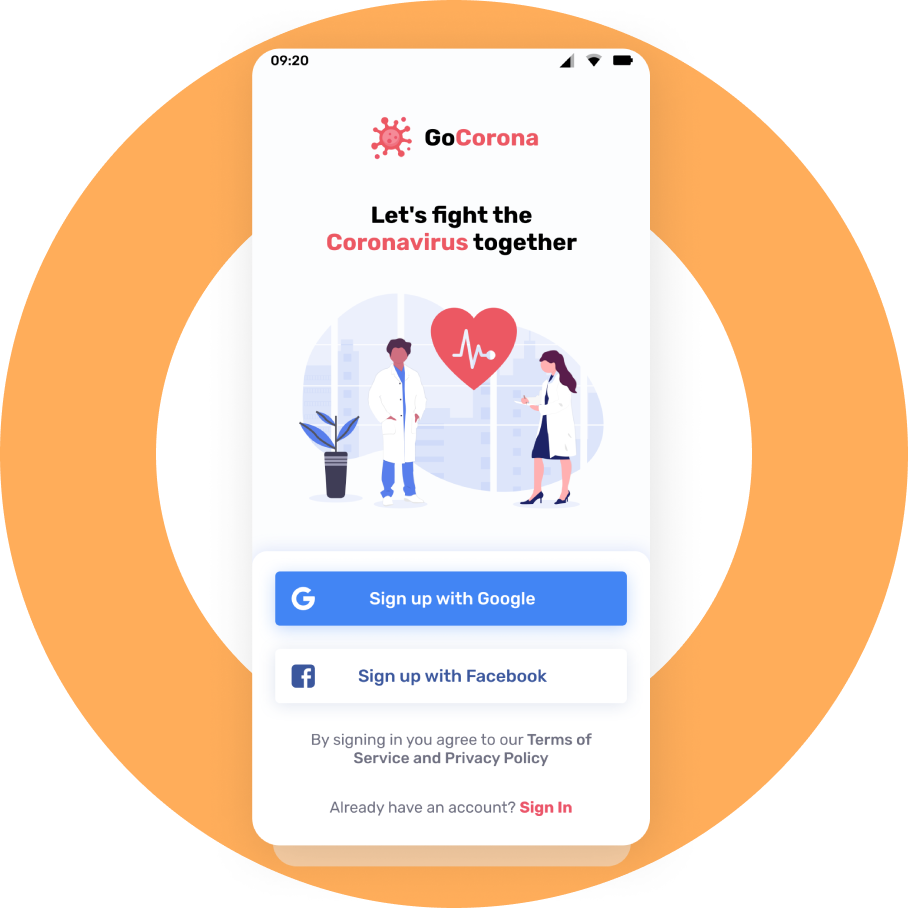 09:20
GoCorona
Let's fight the
Coronavirus together
Sign up with Google
Sign up with Facebook
By signing in you agree to our Terms of
Service and Privacy Policy
Already have an account? Sign In